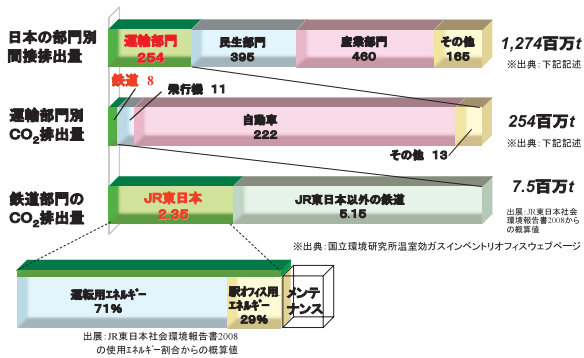 日本の部門別
間接排出量
運輸部門
254
民生部門
395
産業部門
460
その他
165
1,274百万t
※出典：下記記述
鉄道 8
飛行機 11
運輸部門別
CO2排出量
自動車
222
その他 13
254百万t
※出典：下記記述
鉄道部門の
CO2排出量
JR東日本
2.35
JR東日本以外の鉄道
5.15
7.5百万t
出展：JR東日本社会
環境報告書2008から
の概算値
※出典：国立環境研究所温室効ガスインベントリオフィスウェブページ
運転用エネルギー
71%
駅オフィス用
エネルギー
29%
メンテ
ナンス
出展：JR東日本社会環境報告書2008
の使用エネルギー割合からの概算値